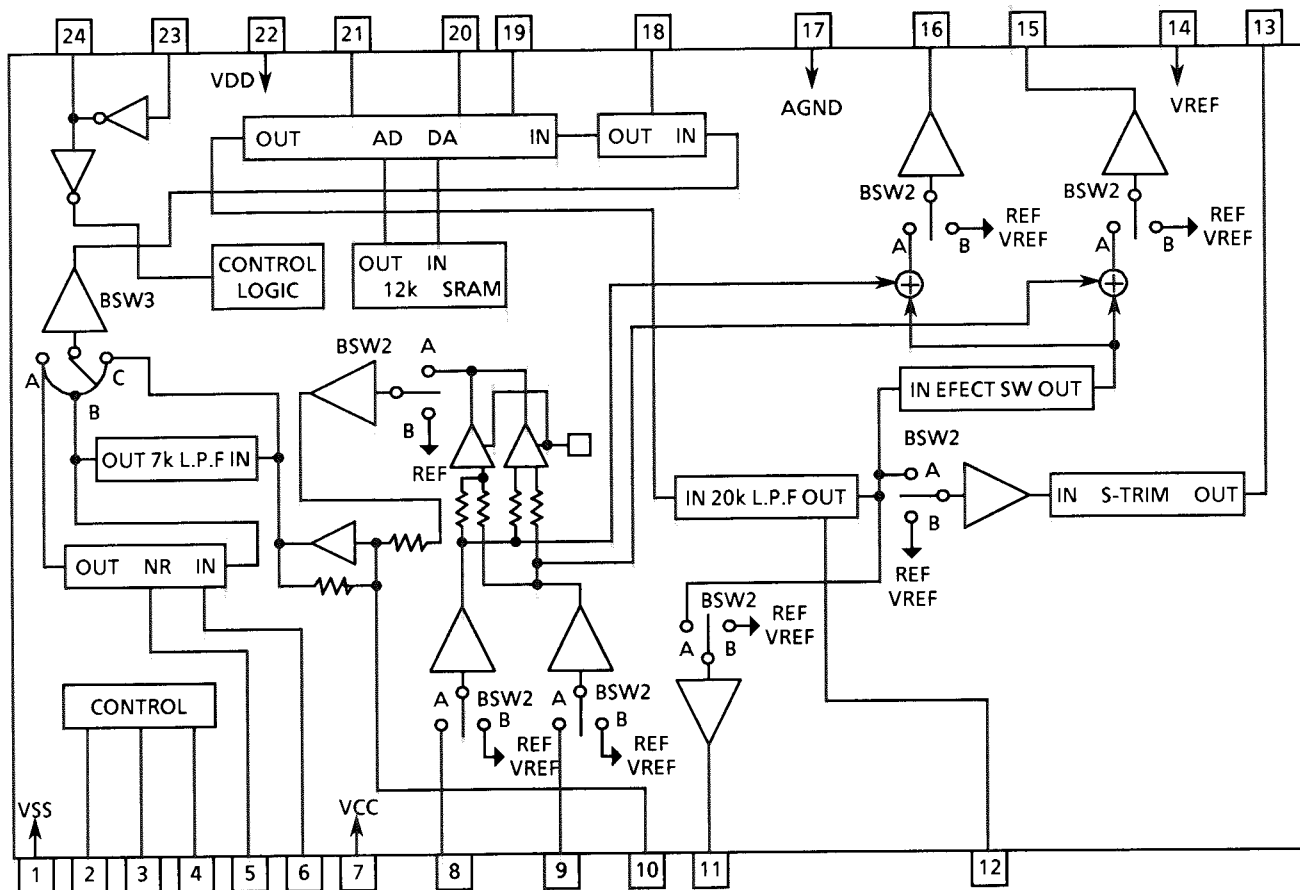 24 23 22 21 20 19 18 17 16 15 14 13
VDD
AGND
VREF
OUT AD DA IN
OUT IN
BSW2
BSW2
REF
VREF
REF
VREF
A
B
A
B
CONTROL
LOGIC
OUT IN
12k SRAM
BSW3
A
C
B
BSW2
A
B
REF
OUT 7k L.P.F IN
IN EFECT SW OUT
BSW2
A
B
REF
VREF
IN 20k L.P.F OUT
IN S-TRIM OUT
OUT NR IN
BSW2
REF
VREF
A
B
CONTROL
A
BSW2
B
REF
VREF
A
BSW2
B
REF
VREF
VSS
VCC
1 2 3 4 5 6 7 8 9 10 11 12